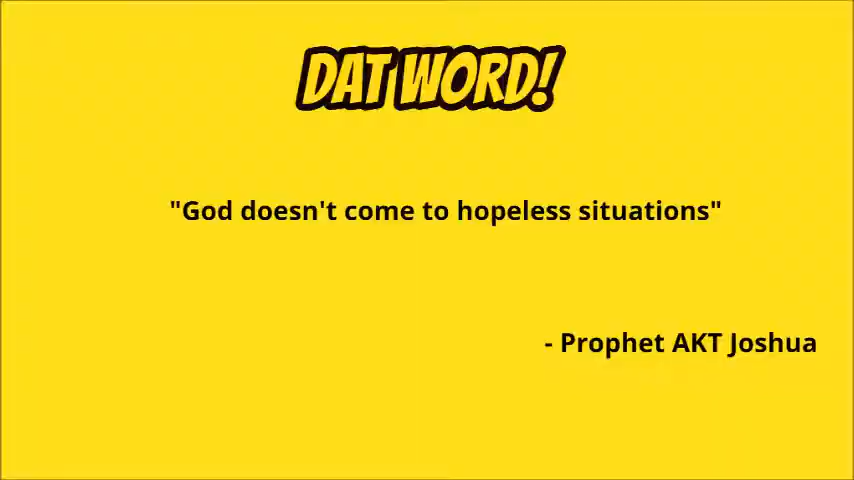 DAT WORD!
"God doesn't come to hopeless situations"
- Prophet AKT Joshua